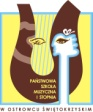 PAŃSTWOWA
SZKOŁA
MUZYCZNA
I STOPNIA
W OSTROWCU ŚWIĘTOKRZYSKIM